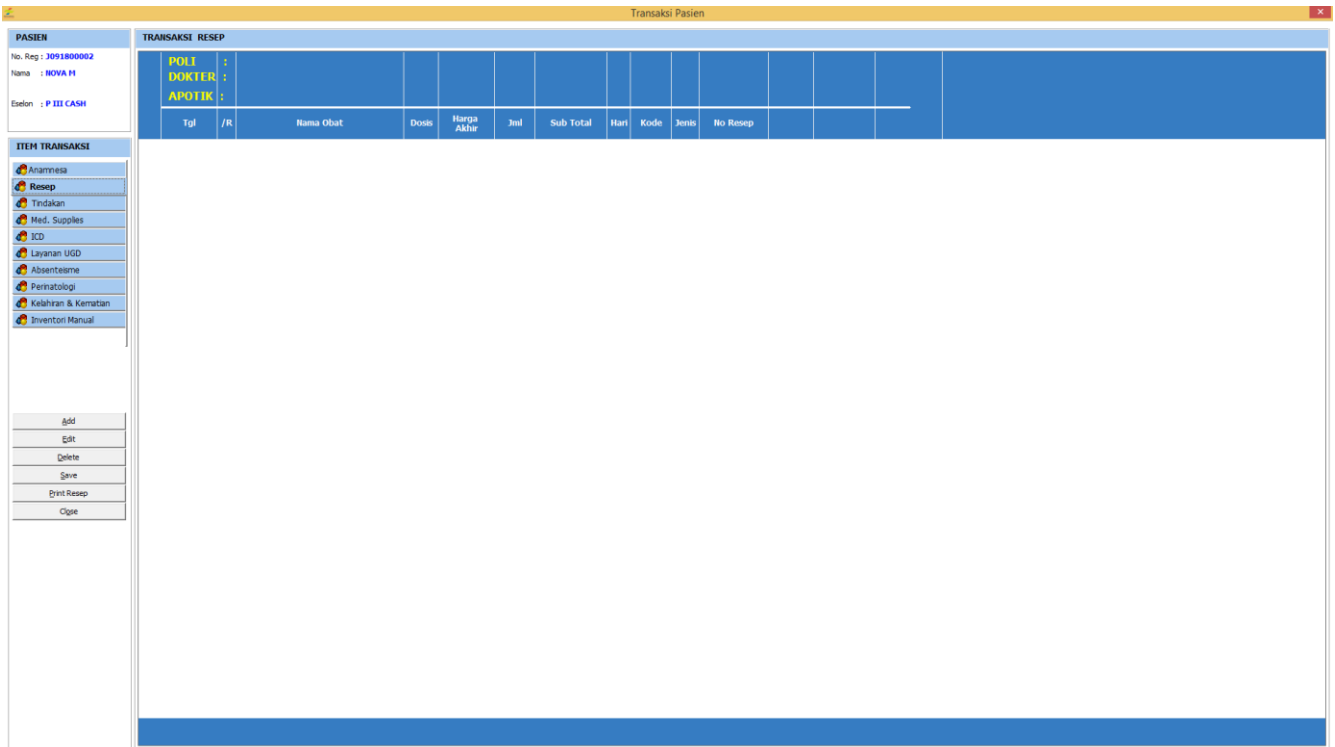 Transaksi Pasien
PASIEN
No. Reg : J091800002
Nama : NOVA M
Eselon : P III CASH
ITEM TRANSAKSI
Anamnesa
Resep
Tindakan
Med. Supplies
ICD
Layanan UGD
Absenteisme
Perinatologi
Kelahiran & Kematian
Inventori Manual
Add
Edit
Delete
Save
Print Resep
Close
TRANSAKSI RESEP
POLI :
DOKTER :
APOTIK :
Tgl /R Nama Obat Dosis Harga Akhir Jml Sub Total Hari Kode Jenis No Resep